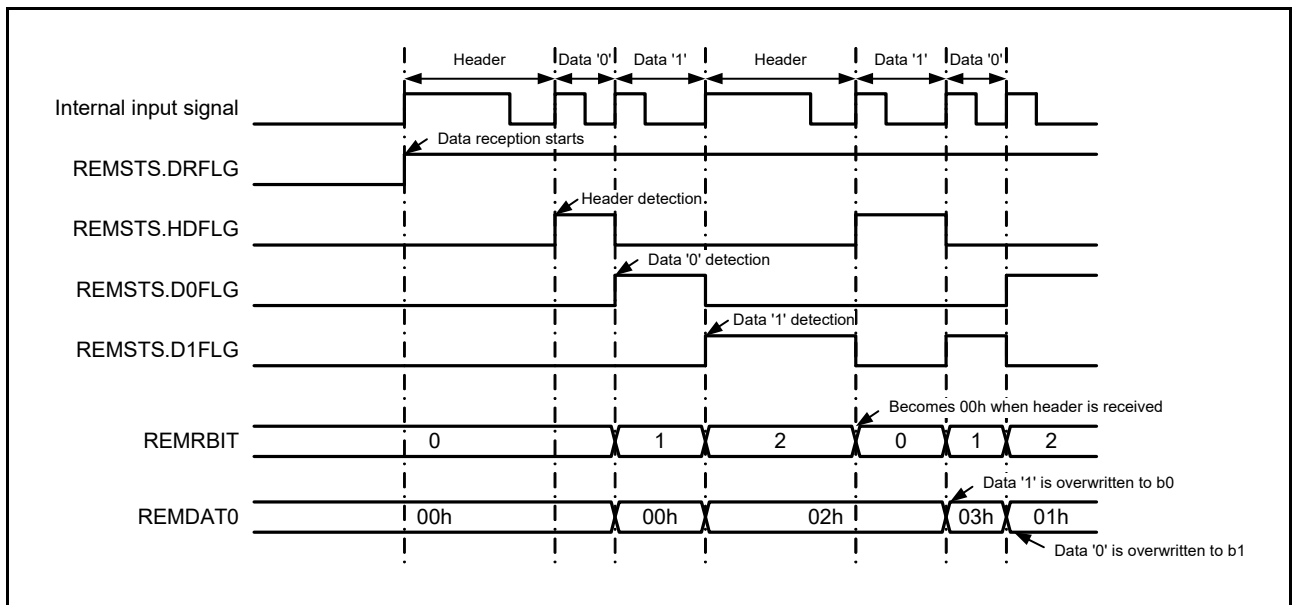 Header Data '0' Data '1' Header Data '1' Data '0'
Internal input signal
Data reception starts
REMSTS.DRFLG
Header detection
REMSTS.HDFLG
Data '0' detection
REMSTS.D0FLG
Data '1' detection
REMSTS.D1FLG
Becomes 00h when header is received
REMRBIT 0 1 2 0 1 2
Data '1' is overwritten to b0
REMDAT0 00h 00h 02h 03h 01h
Data '0' is overwritten to b1